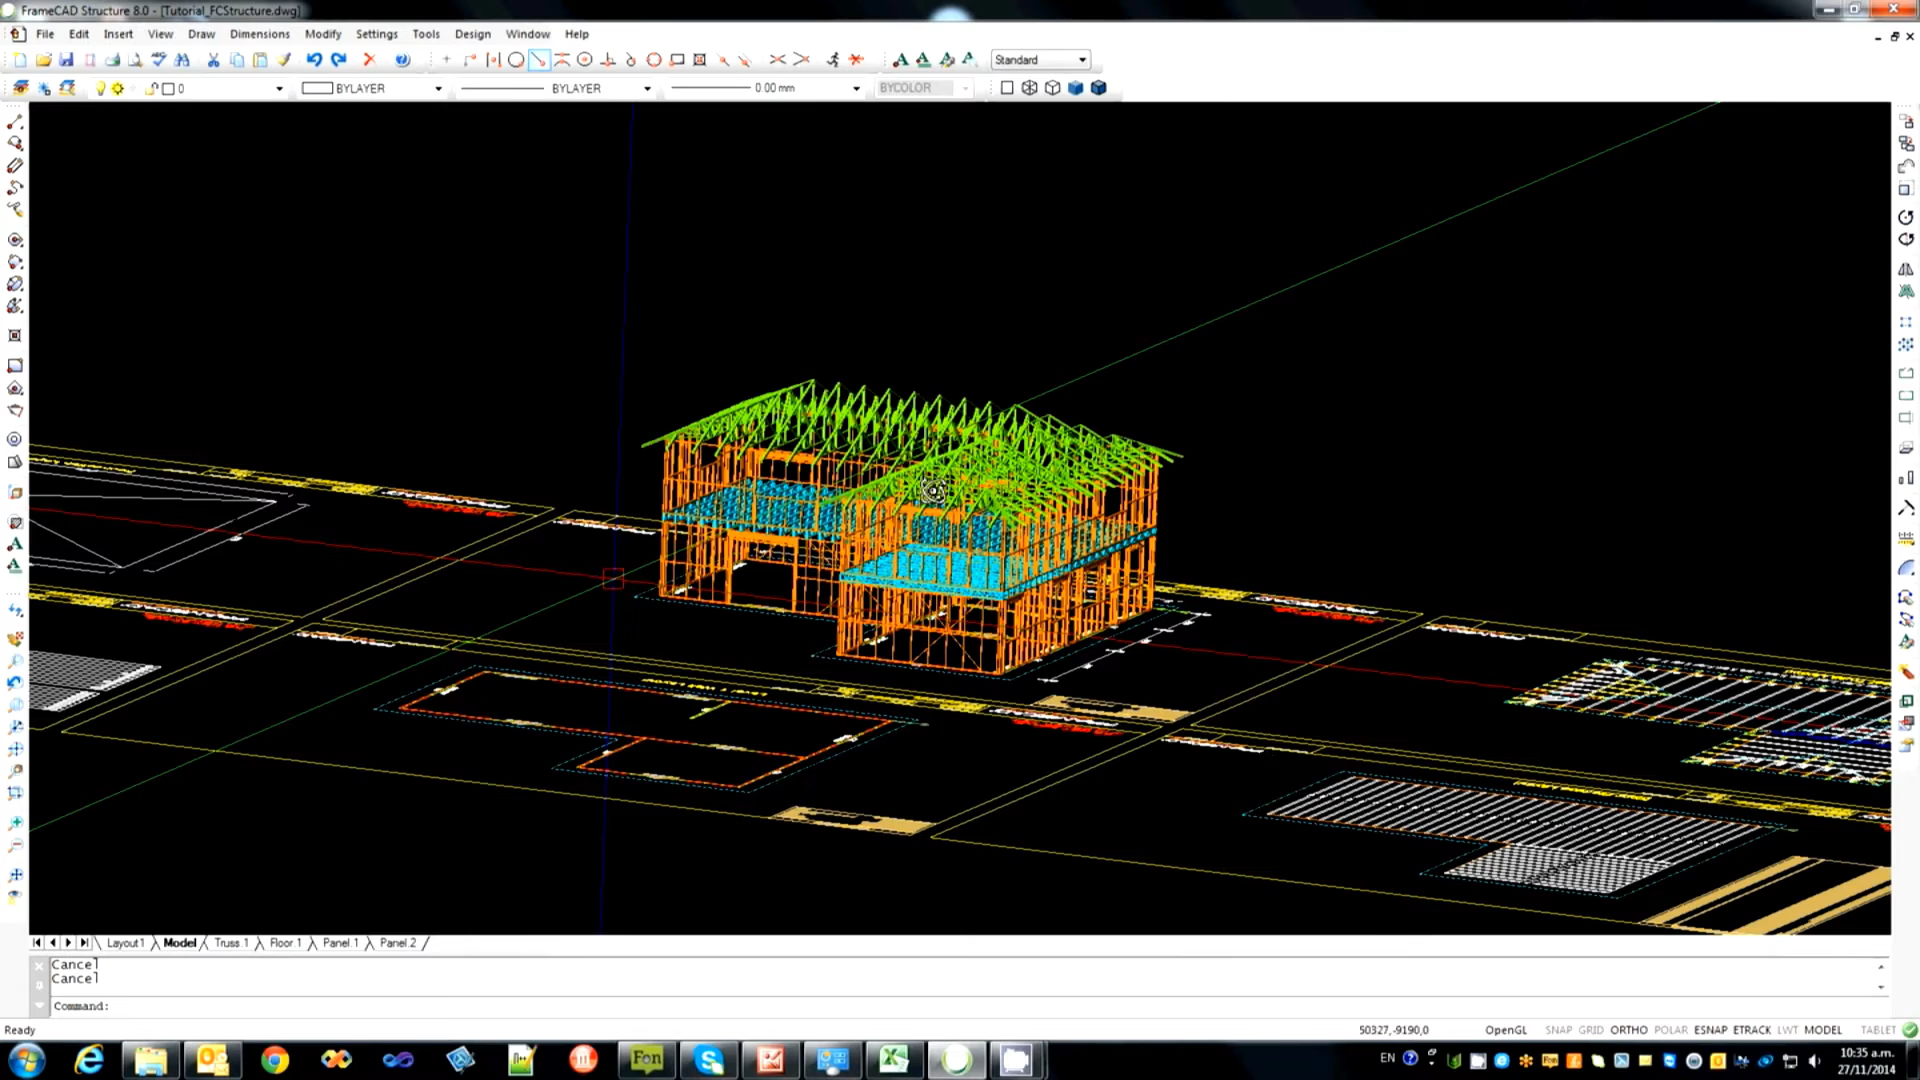 FrameCAD Structure 8.0 - [Tutorial_FCStructure.dwg]
File Edit Insert View Draw Dimensions Modify Settings Tools Design Window Help
Standard
0 BYLAYER BYLAYER 0.00 mm BYCOLOR
Layout1 Model Truss.1 Floor.1 Panel.1 Panel.2
Cancel
Cancel
Command:
Ready 50327,-9190,0 OpenGL SNAP GRID ORTHO POLAR ESNAP ETRACK LWT MODEL TABLET
Fon
EN 10:35 a.m.
27/11/2014